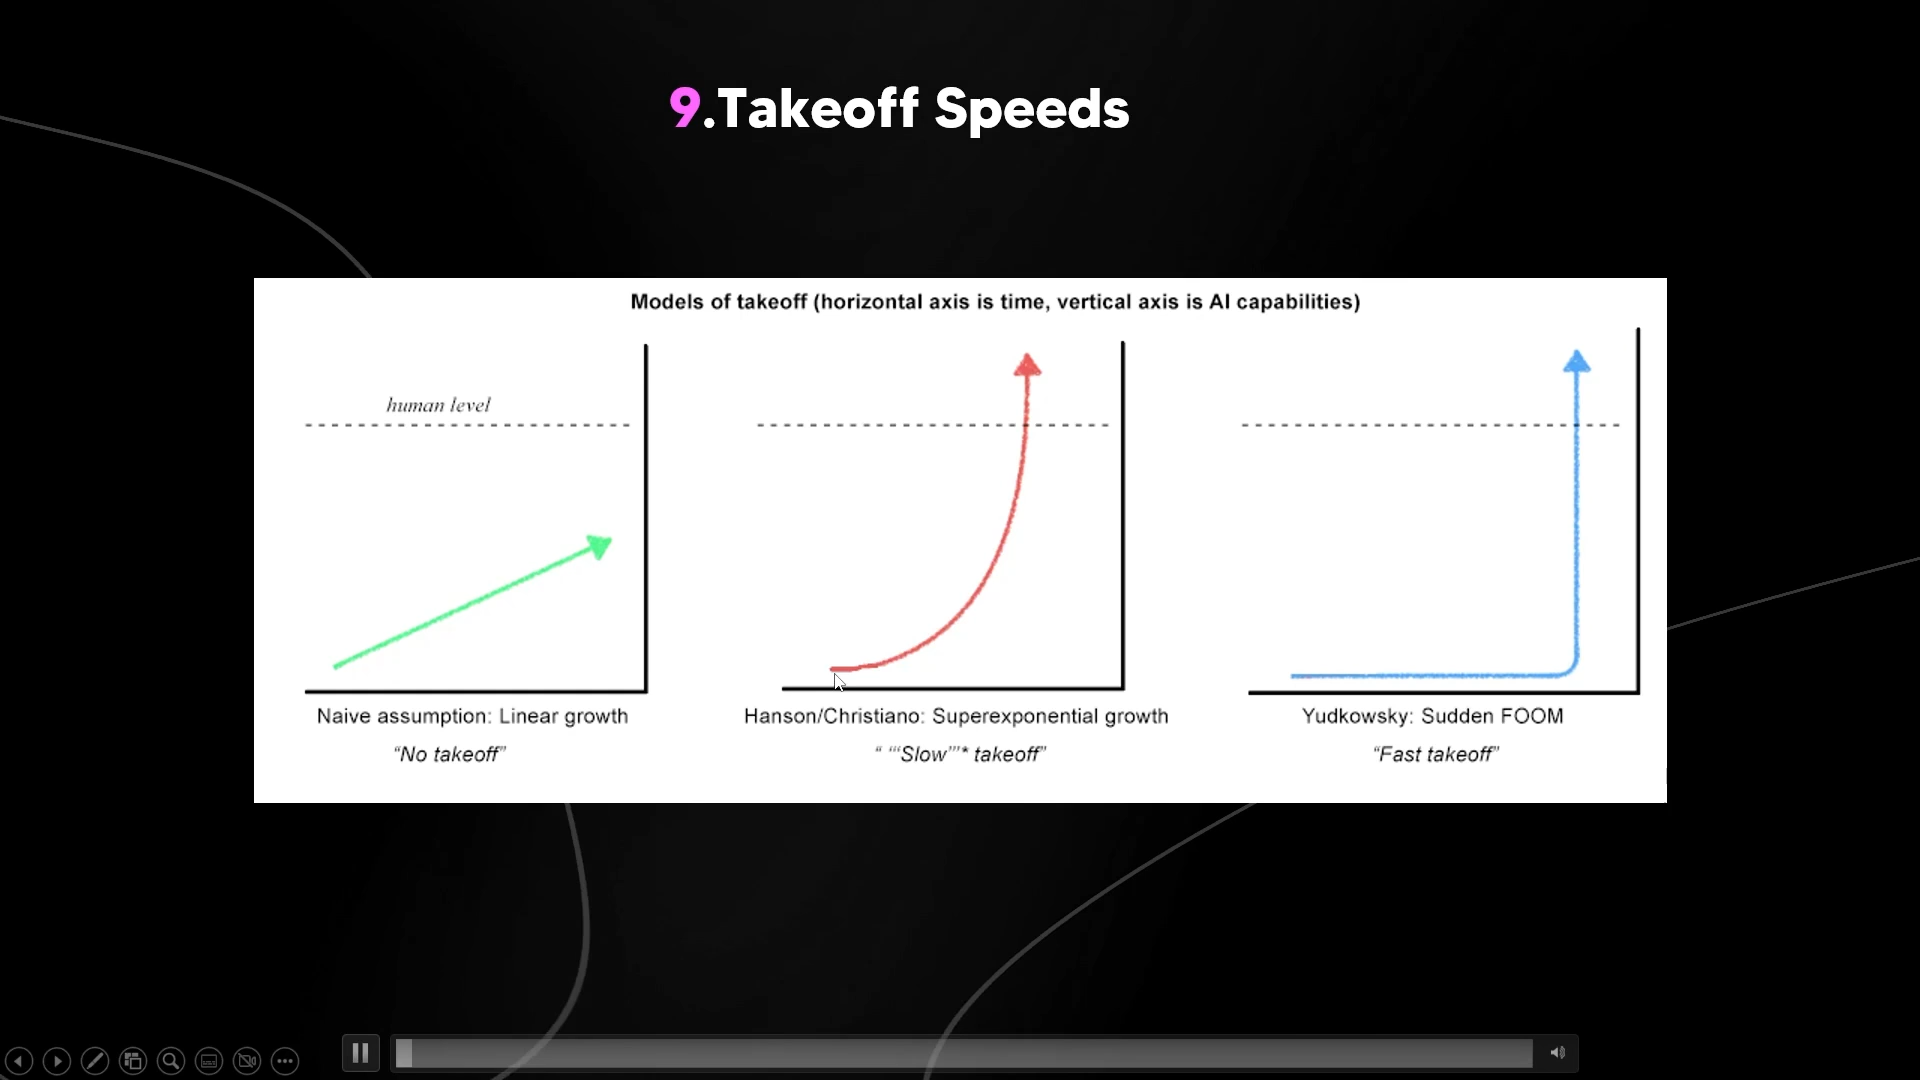 9.Takeoff Speeds
Models of takeoff (horizontal axis is time, vertical axis is AI capabilities)
human level
Naive assumption: Linear growth
“No takeoff”
Hanson/Christiano: Superexponential growth
“ ‘“Slow”’”* takeoff”
Yudkowsky: Sudden FOOM
“Fast takeoff”